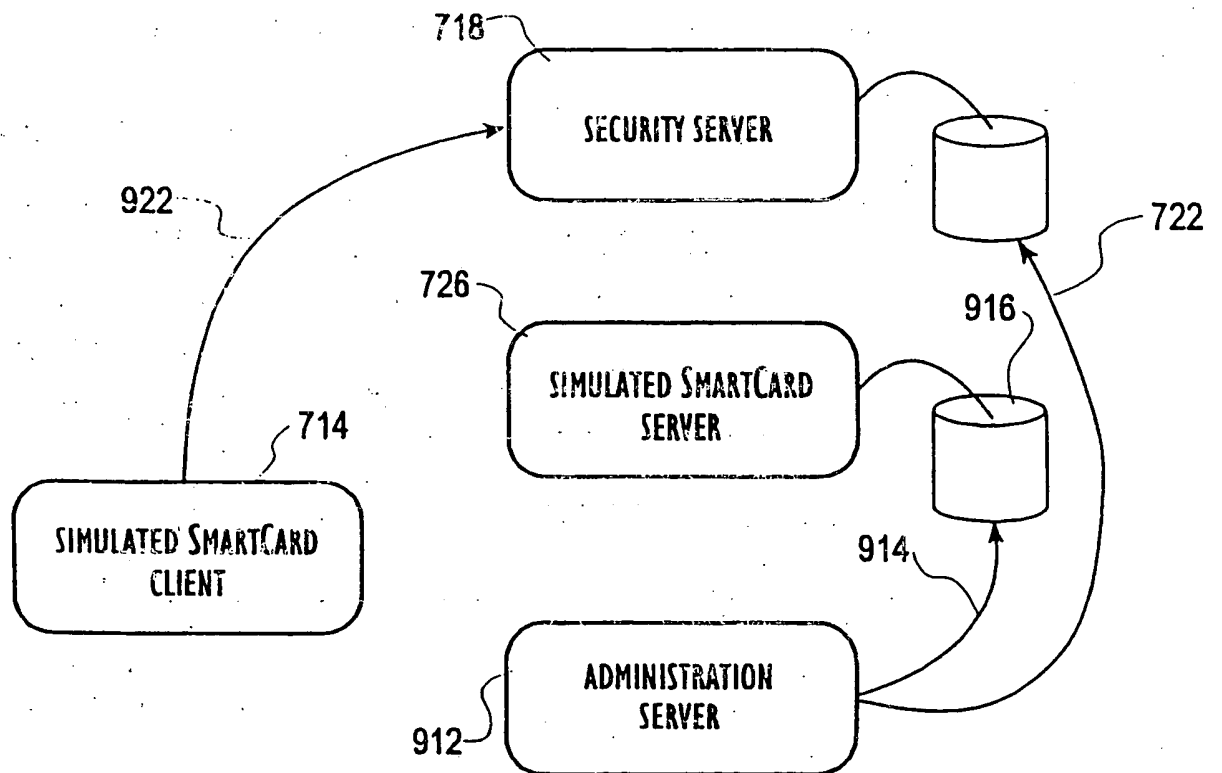 718
SECURITY SERVER
922
722
726
916
SIMULATED SMARTCARD
SERVER
714
SIMULATED SMARTCARD
CLIENT
914
ADMINISTRATION
SERVER
912